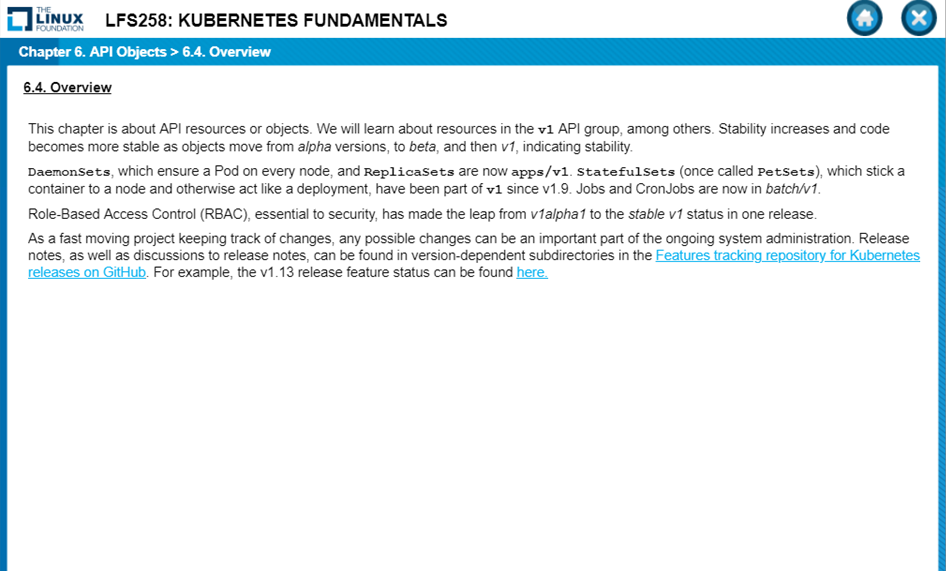 THE
LINUX
FOUNDATION
LFS258: KUBERNETES FUNDAMENTALS
Chapter 6. API Objects > 6.4. Overview
6.4. Overview
This chapter is about API resources or objects. We will learn about resources in the v1 API group, among others. Stability increases and code
becomes more stable as objects move from alpha versions, to beta, and then v1, indicating stability.
DaemonSets, which ensure a Pod on every node, and ReplicaSets are now apps/v1. StatefulSets (once called PetSets), which stick a
container to a node and otherwise act like a deployment, have been part of v1 since v1.9. Jobs and CronJobs are now in batch/v1.
Role-Based Access Control (RBAC), essential to security, has made the leap from v1alpha1 to the stable v1 status in one release.
As a fast moving project keeping track of changes, any possible changes can be an important part of the ongoing system administration. Release
notes, as well as discussions to release notes, can be found in version-dependent subdirectories in the Features tracking repository for Kubernetes
releases on GitHub. For example, the v1.13 release feature status can be found here.